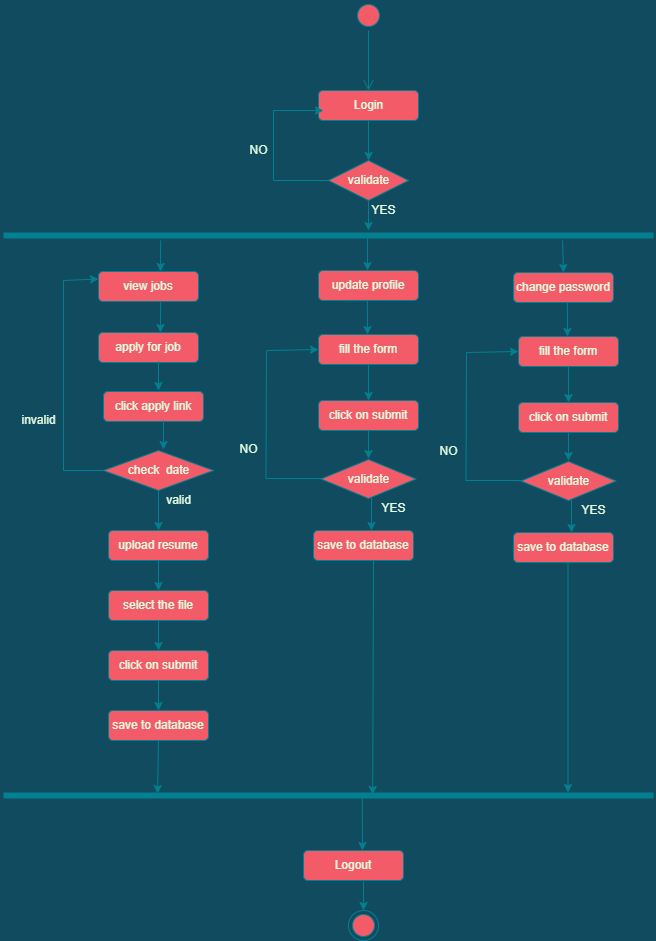 Login
NO
validate
YES
view jobs
update profile
change password
apply for job
fill the form
fill the form
click apply link
click on submit
click on submit
invalid
check date
NO
validate
NO
validate
valid
YES
YES
upload resume
save to database
save to database
select the file
click on submit
save to database
Logout